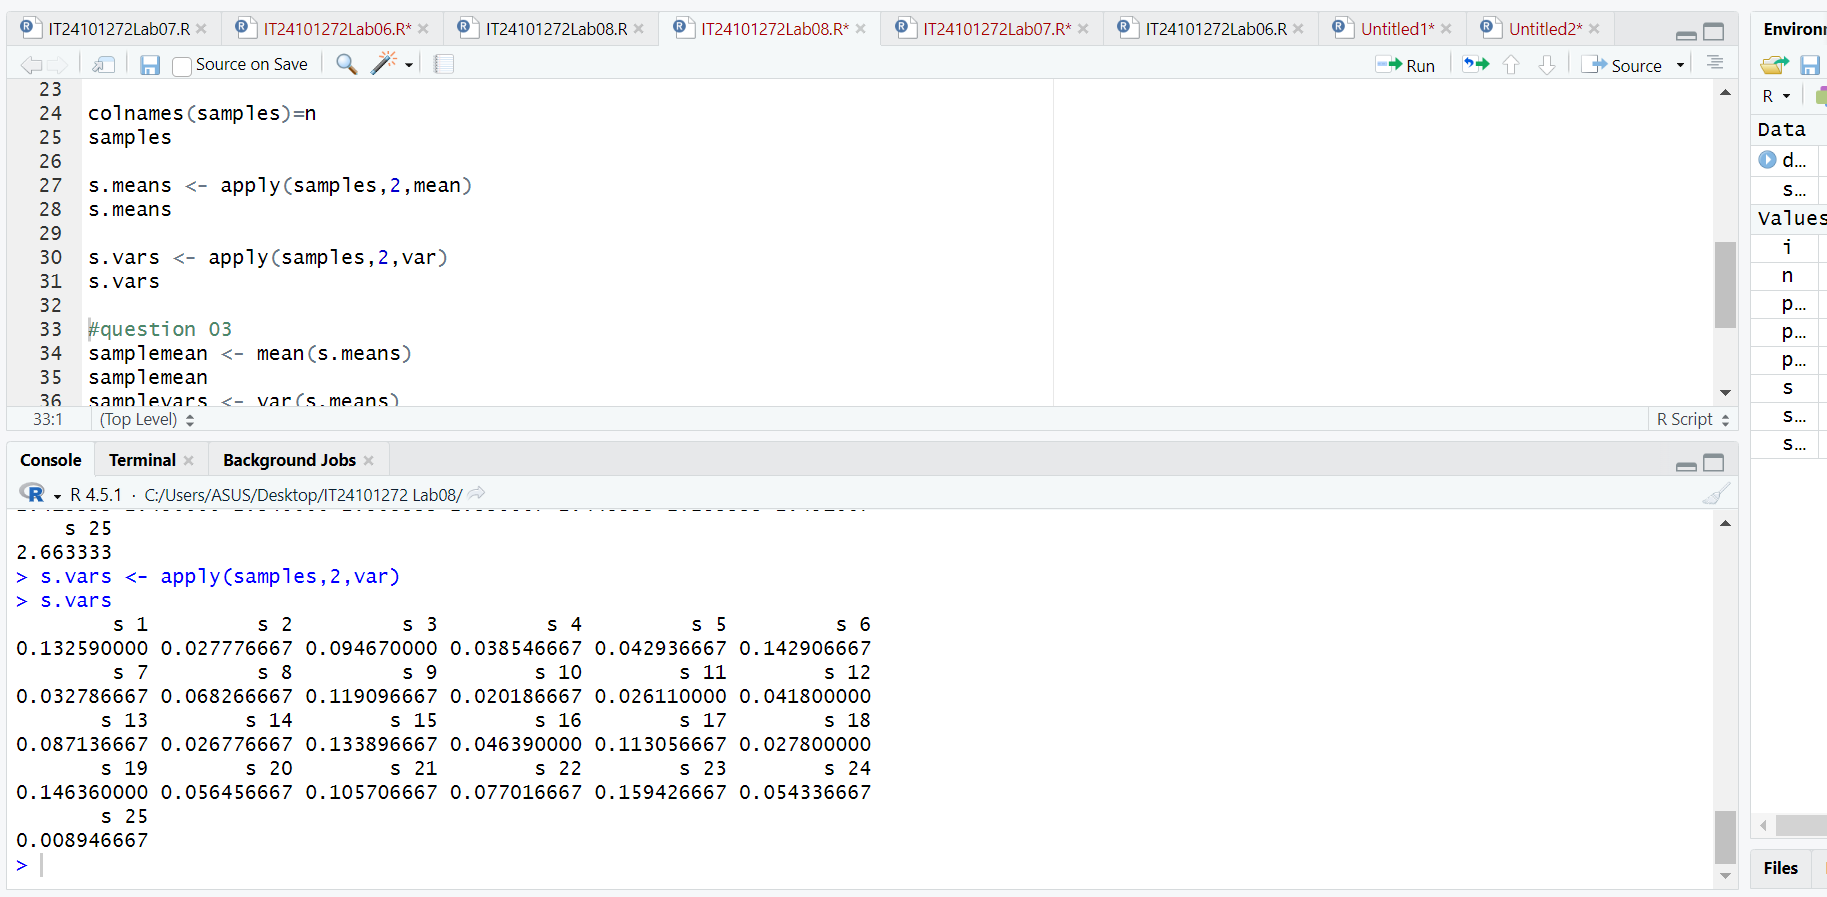 IT24101272Lab07.R × IT24101272Lab06.R* × IT24101272Lab08.R × IT24101272Lab08.R* × IT24101272Lab07.R* × IT24101272Lab06.R × Untitled1* × Untitled2* ×
Source on Save Run Source
23
24 colnames(samples)=n
25 samples
26
27 s.means <- apply(samples,2,mean)
28 s.means
29
30 s.vars <- apply(samples,2,var)
31 s.vars
32
33 #question 03
34 samplemean <- mean(s.means)
35 samplemean
36 samplevars <- var(s.means)
33:1 (Top Level) R Script
Console Terminal × Background Jobs ×
R R 4.5.1 · C:/Users/ASUS/Desktop/IT24101272 Lab08/
s 25
2.663333
> s.vars <- apply(samples,2,var)
> s.vars
s 1 s 2 s 3 s 4 s 5 s 6
0.132590000 0.027776667 0.094670000 0.038546667 0.042936667 0.142906667
s 7 s 8 s 9 s 10 s 11 s 12
0.032786667 0.068266667 0.119096667 0.020186667 0.026110000 0.041800000
s 13 s 14 s 15 s 16 s 17 s 18
0.087136667 0.026776667 0.133896667 0.046390000 0.113056667 0.027800000
s 19 s 20 s 21 s 22 s 23 s 24
0.146360000 0.056456667 0.105706667 0.077016667 0.159426667 0.054336667
s 25
0.008946667
>
Environ
R
Data
d...
s...
Values
i
n
p...
p...
p...
s
s...
s...
Files